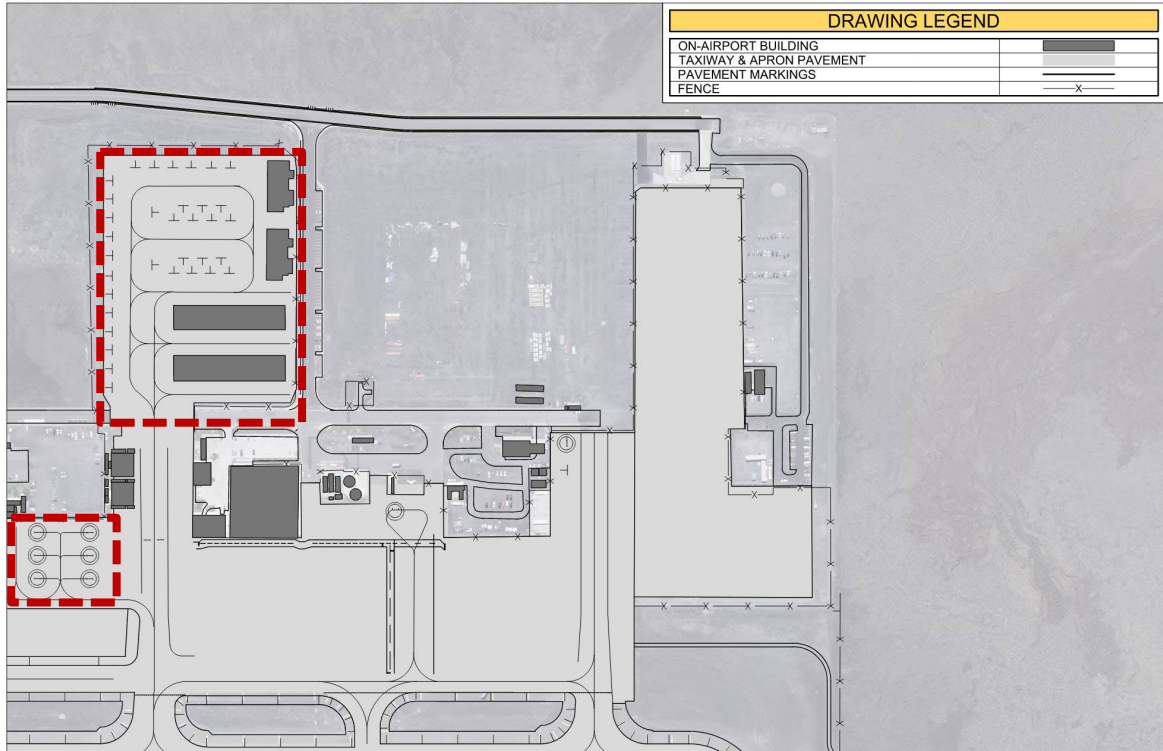 DRAWING LEGEND
ON-AIRPORT BUILDING
TAXIWAY & APRON PAVEMENT
PAVEMENT MARKINGS
FENCE
X